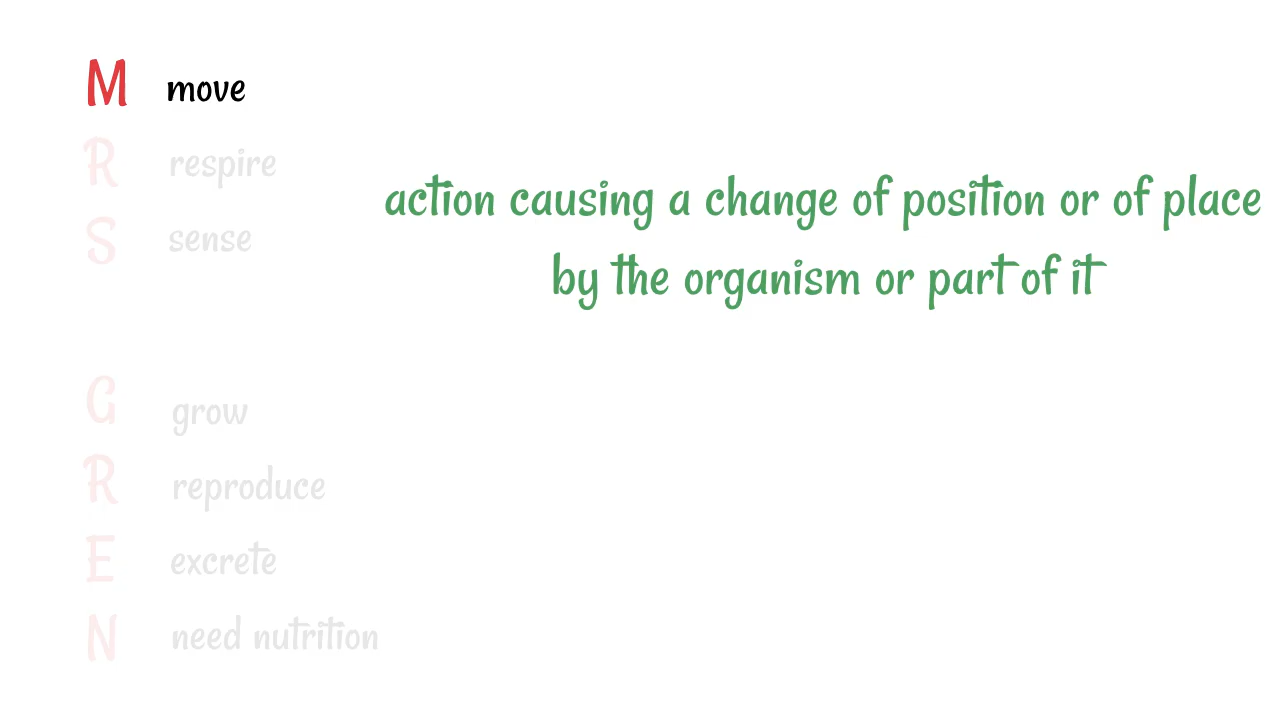 M move
R respire
S sense
action causing a change of position or of place
by the organism or part of it
G grow
R reproduce
E excrete
N need nutrition